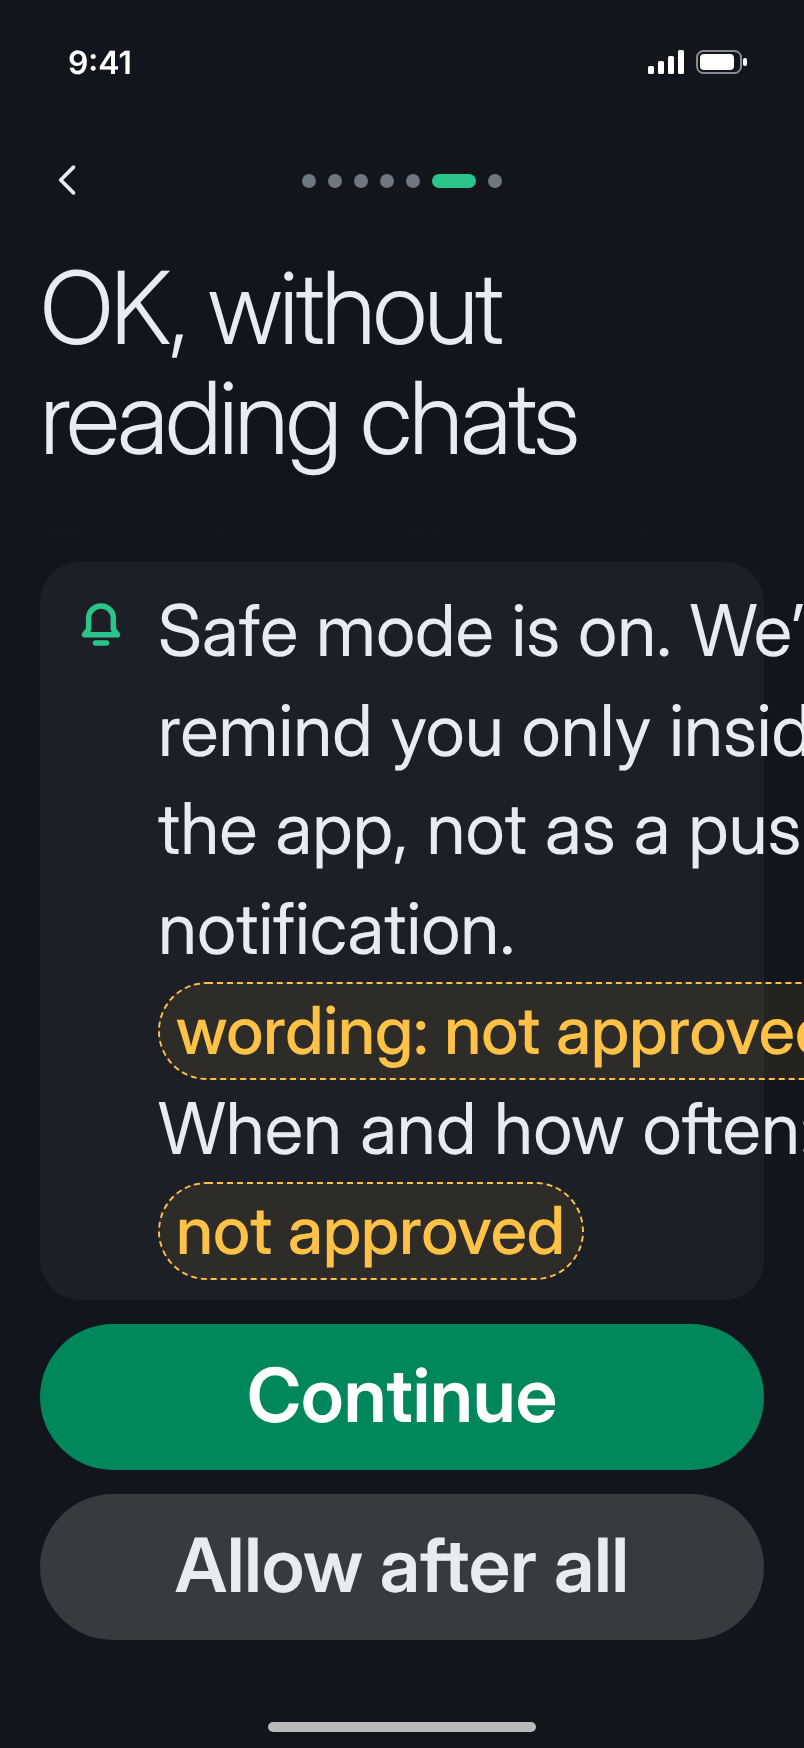 9:41
OK, without
reading chats
Safe mode is on. We’
remind you only insid
the app, not as a pus
notification.
wording: not approved
When and how often:
not approved
Continue
Allow after all